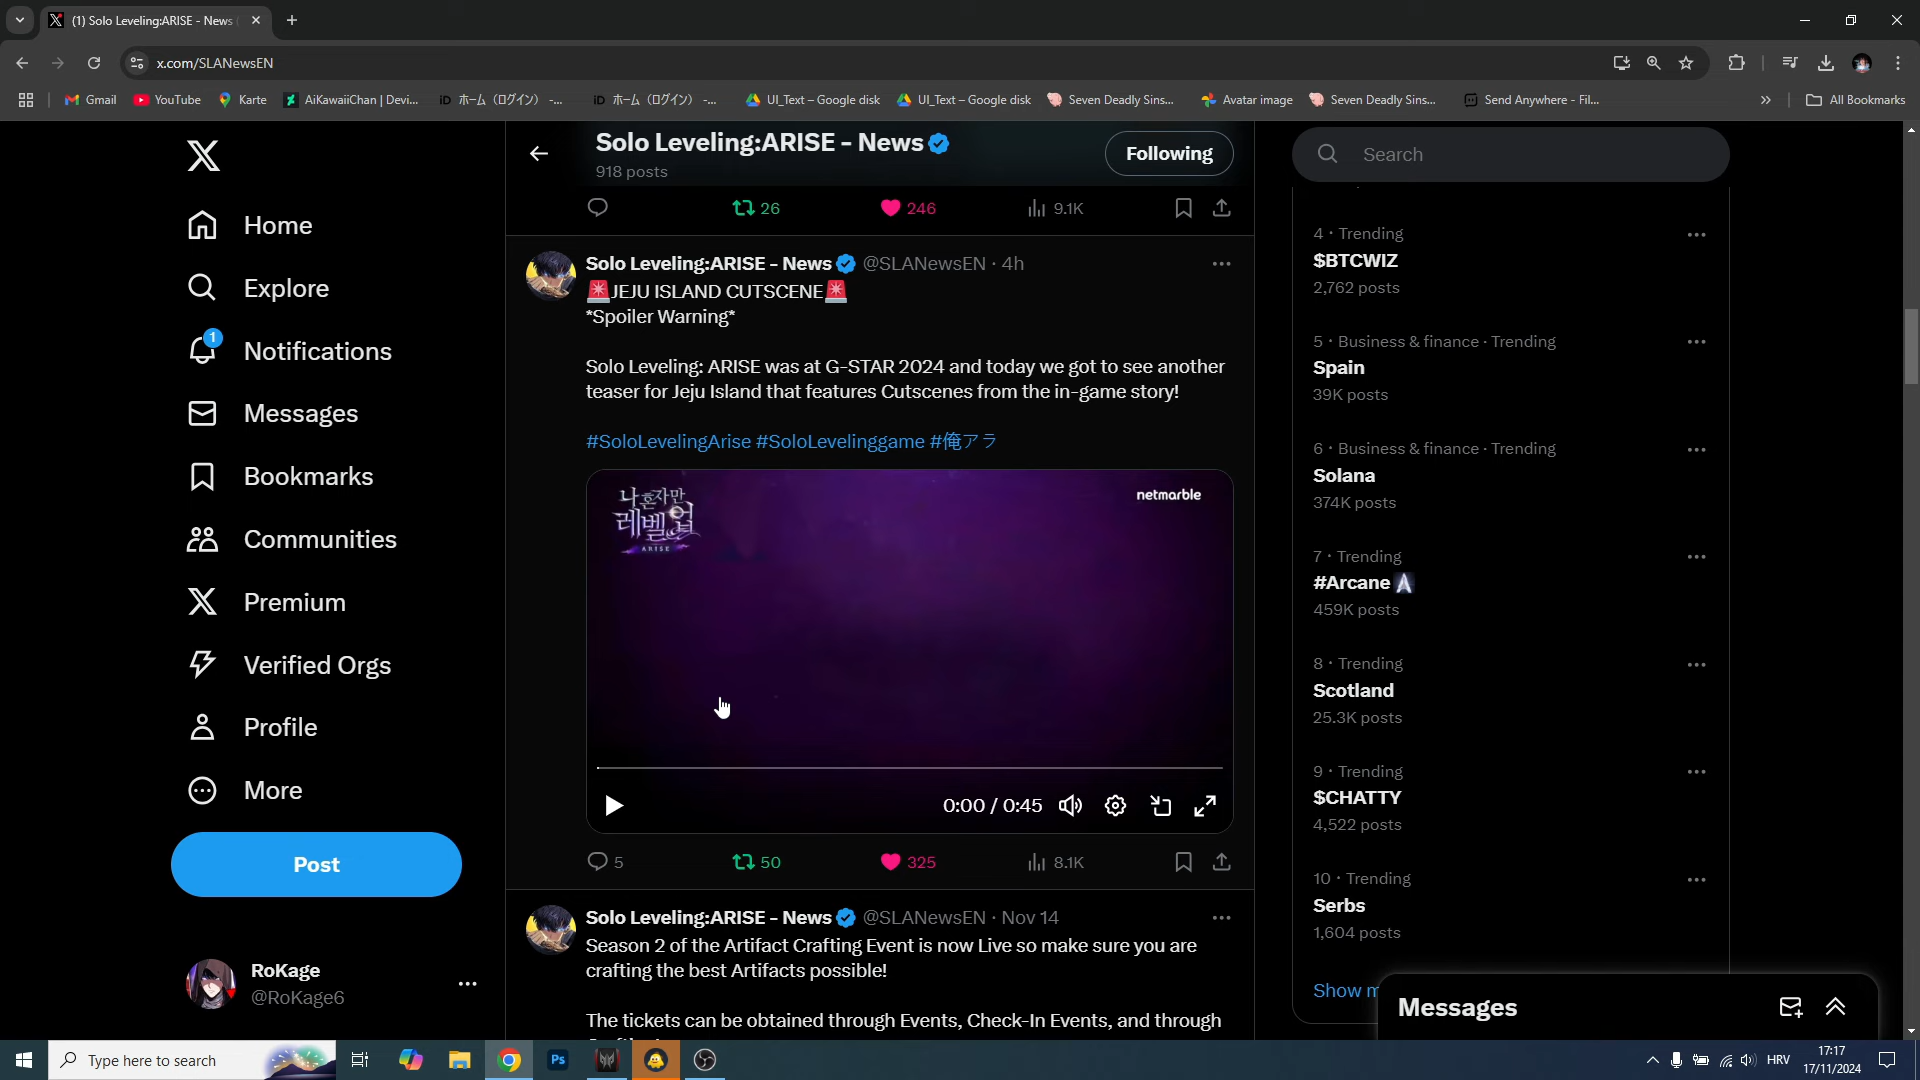 (1) Solo Leveling:ARISE - News
x.com/SLANewsEN
Gmail
YouTube
Karte
AiKawaiiChan | Devi...
iD ホーム（ログイン） -...
iD ホーム（ログイン） -...
UI_Text – Google disk
UI_Text – Google disk
Seven Deadly Sins...
Avatar image
Seven Deadly Sins...
Send Anywhere - Fil...
All Bookmarks
Home
Explore
1
Notifications
Messages
Bookmarks
Communities
Premium
Verified Orgs
Profile
More
Post
RoKage
@RoKage6
Solo Leveling:ARISE - News
918 posts
Following
26
246
9.1K
Solo Leveling:ARISE - News @SLANewsEN · 4h
🚨JEJU ISLAND CUTSCENE🚨
*Spoiler Warning*
Solo Leveling: ARISE was at G-STAR 2024 and today we got to see another
teaser for Jeju Island that features Cutscenes from the in-game story!
#SoloLevelingArise #SoloLevelinggame #俺アラ
나 혼자만
레벨업
ARISE
netmarble
0:00 / 0:45
5
50
325
8.1K
Solo Leveling:ARISE - News @SLANewsEN · Nov 14
Season 2 of the Artifact Crafting Event is now Live so make sure you are
crafting the best Artifacts possible!
The tickets can be obtained through Events, Check-In Events, and through
Search
4 · Trending
$BTCWIZ
2,762 posts
5 · Business & finance · Trending
Spain
39K posts
6 · Business & finance · Trending
Solana
374K posts
7 · Trending
#Arcane
459K posts
8 · Trending
Scotland
25.3K posts
9 · Trending
$CHATTY
4,522 posts
10 · Trending
Serbs
1,604 posts
Show
Messages
Type here to search
Ps
HRV
17:17
17/11/2024